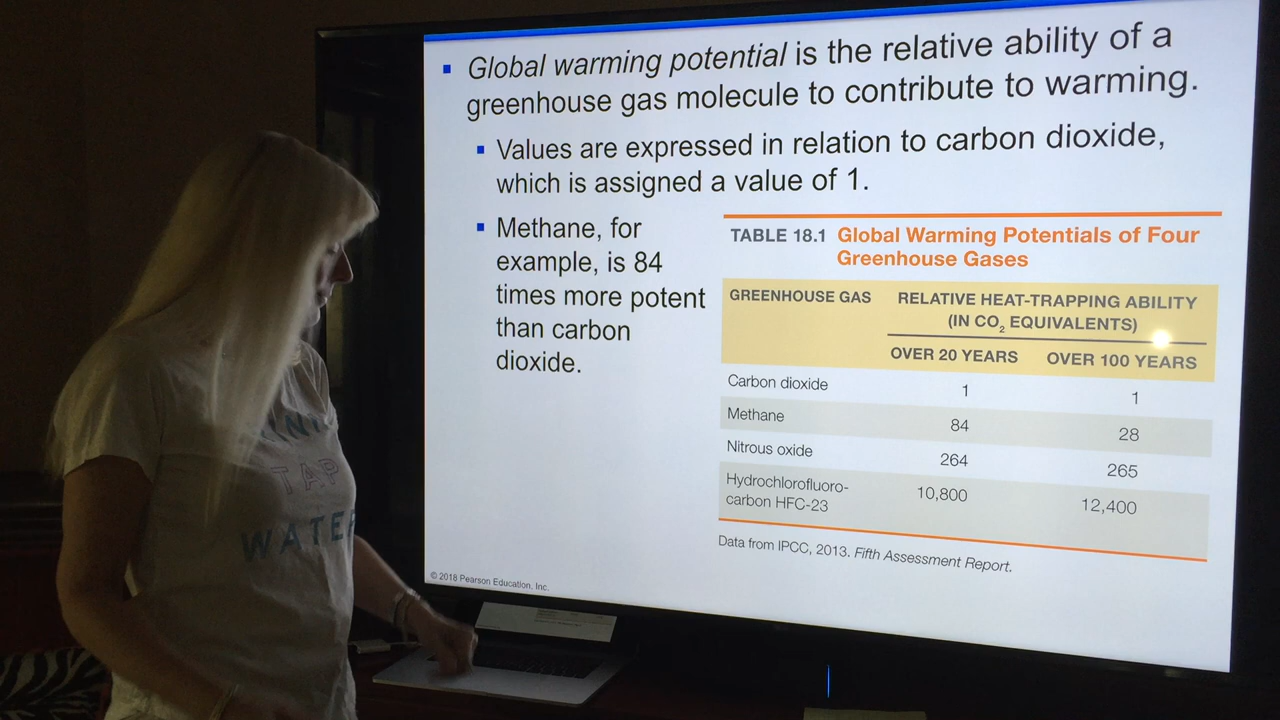 ▪ Global warming potential is the relative ability of a
greenhouse gas molecule to contribute to warming.
▪ Values are expressed in relation to carbon dioxide,
which is assigned a value of 1.
▪ Methane, for
example, is 84
times more potent
than carbon
dioxide.
TABLE 18.1 Global Warming Potentials of Four
Greenhouse Gases
GREENHOUSE GAS RELATIVE HEAT-TRAPPING ABILITY
(IN CO₂ EQUIVALENTS)
OVER 20 YEARS OVER 100 YEARS
Carbon dioxide 1 1
Methane 84 28
Nitrous oxide 264 265
Hydrochlorofluoro-
carbon HFC-23 10,800 12,400
Data from IPCC, 2013. Fifth Assessment Report.
© 2018 Pearson Education, Inc.
TAP
WATER